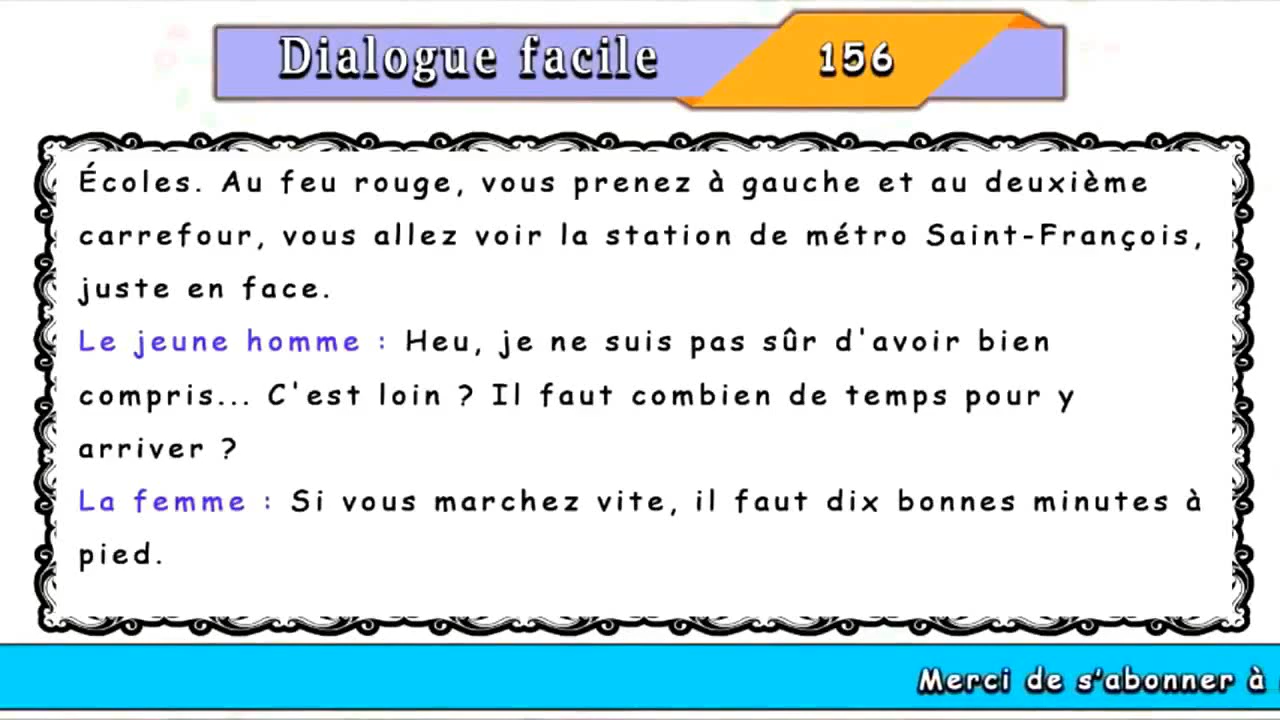 Dialogue facile
156
Écoles. Au feu rouge, vous prenez à gauche et au deuxième
carrefour, vous allez voir la station de métro Saint-François,
juste en face.
Le jeune homme : Heu, je ne suis pas sûr d'avoir bien
compris... C'est loin ? Il faut combien de temps pour y
arriver ?
La femme : Si vous marchez vite, il faut dix bonnes minutes à
pied.
Merci de s'abonner à